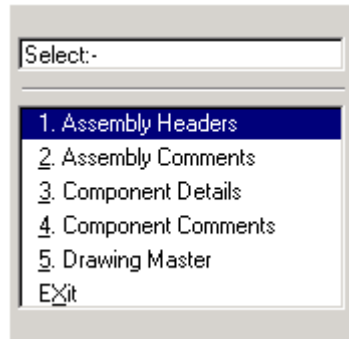 Select:-
1. Assembly Headers
2. Assembly Comments
3. Component Details
4. Component Comments
5. Drawing Master
EXit